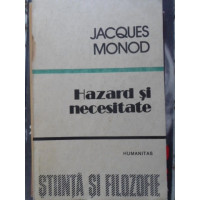 JACQUES
MONOD
Hazard și
necesitate
HUMANITAS
ȘTIINȚĂ ȘI FILOZOFIE